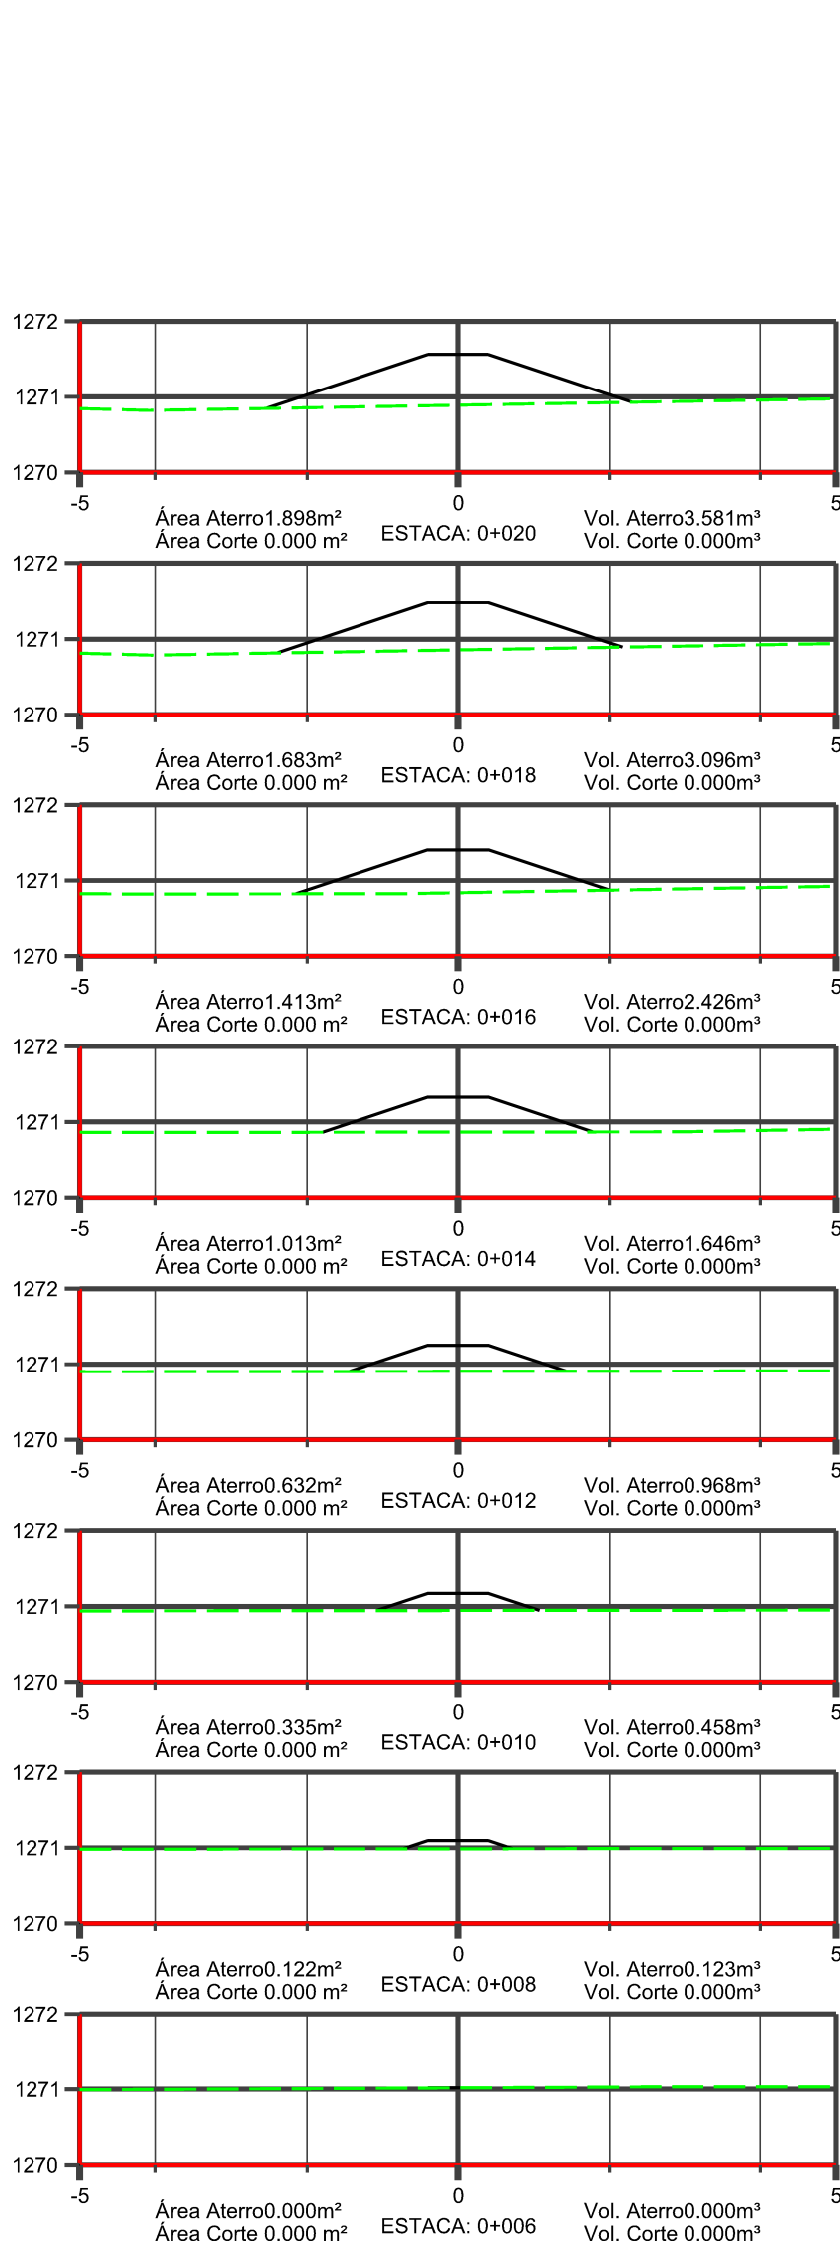 1272
1271
1270
-5 0 5
Área Aterro1.898m² ESTACA: 0+020 Vol. Aterro3.581m³
Área Corte 0.000 m² Vol. Corte 0.000m³
1272
1271
1270
-5 0 5
Área Aterro1.683m² ESTACA: 0+018 Vol. Aterro3.096m³
Área Corte 0.000 m² Vol. Corte 0.000m³
1272
1271
1270
-5 0 5
Área Aterro1.413m² ESTACA: 0+016 Vol. Aterro2.426m³
Área Corte 0.000 m² Vol. Corte 0.000m³
1272
1271
1270
-5 0 5
Área Aterro1.013m² ESTACA: 0+014 Vol. Aterro1.646m³
Área Corte 0.000 m² Vol. Corte 0.000m³
1272
1271
1270
-5 0 5
Área Aterro0.632m² ESTACA: 0+012 Vol. Aterro0.968m³
Área Corte 0.000 m² Vol. Corte 0.000m³
1272
1271
1270
-5 0 5
Área Aterro0.335m² ESTACA: 0+010 Vol. Aterro0.458m³
Área Corte 0.000 m² Vol. Corte 0.000m³
1272
1271
1270
-5 0 5
Área Aterro0.122m² ESTACA: 0+008 Vol. Aterro0.123m³
Área Corte 0.000 m² Vol. Corte 0.000m³
1272
1271
1270
-5 0 5
Área Aterro0.000m² ESTACA: 0+006 Vol. Aterro0.000m³
Área Corte 0.000 m² Vol. Corte 0.000m³